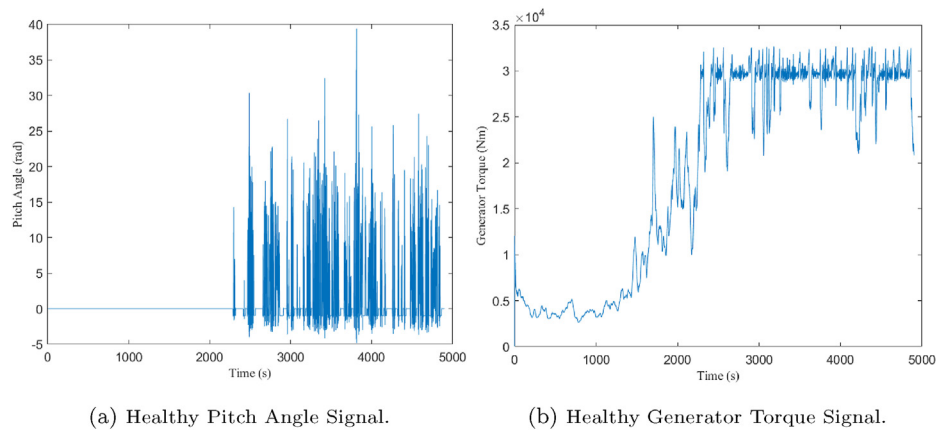 40
35
30
25
20
15
10
5
0
-5
Pitch Angle (rad)
0 1000 2000 3000 4000 5000
Time (s)
(a) Healthy Pitch Angle Signal.
×10⁴
3.5
3
2.5
2
1.5
1
0.5
0
Generator Torque (Nm)
0 1000 2000 3000 4000 5000
Time (s)
(b) Healthy Generator Torque Signal.